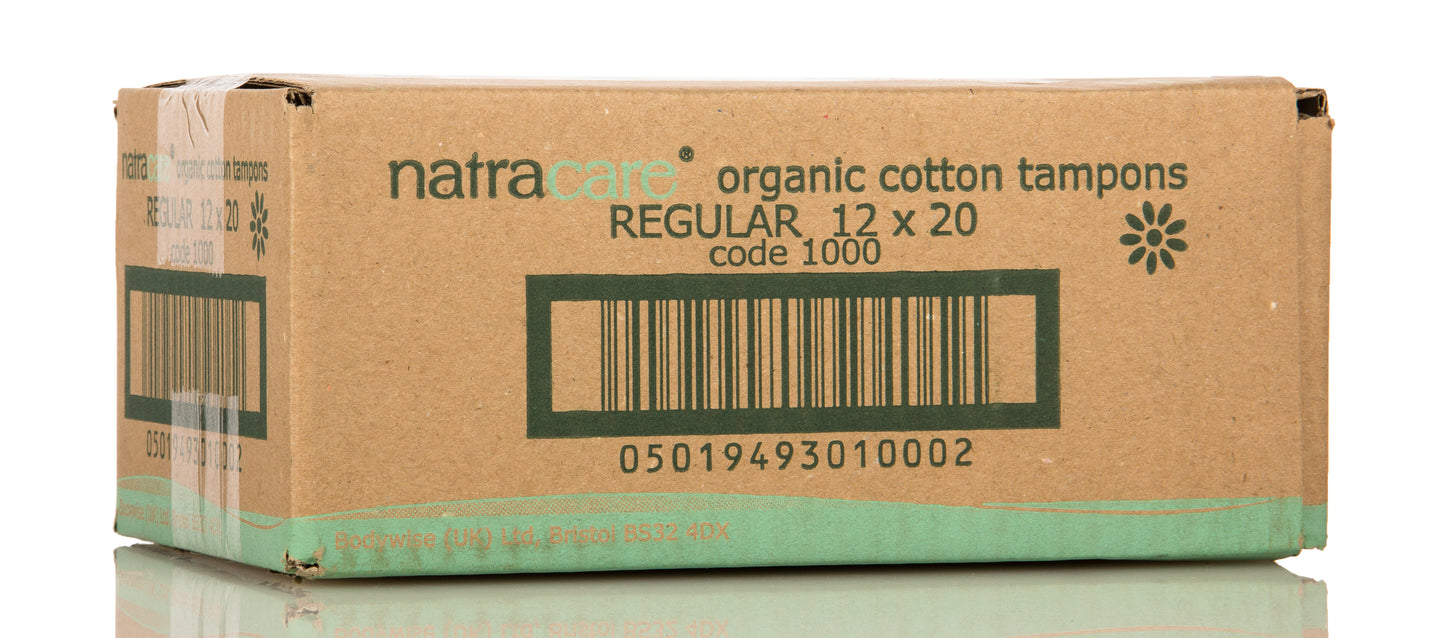 natracare® organic cotton tampons
REGULAR 12 x 20
code 1000
05019493010002
natracare® organic cotton tampons
REGULAR 12 x 20
code 1000
05019493010002
Bodywise (UK) Ltd, Bristol BS32 4DX